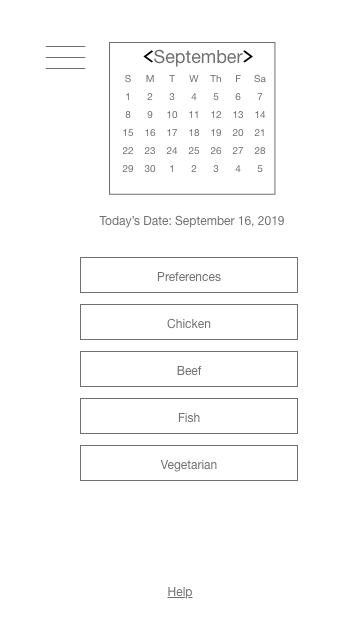 <September>
S M T W Th F Sa
1 2 3 4 5 6 7
8 9 10 11 12 13 14
15 16 17 18 19 20 21
22 23 24 25 26 27 28
29 30 1 2 3 4 5
Today's Date: September 16, 2019
Preferences
Chicken
Beef
Fish
Vegetarian
Help